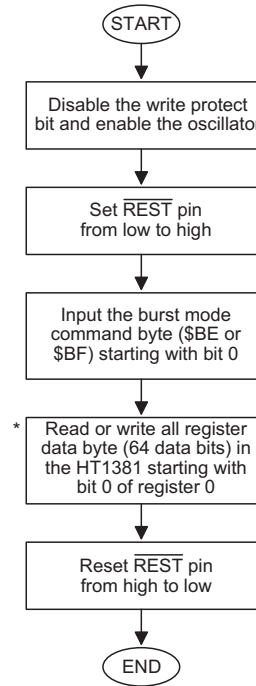 START
Disable the write protect
bit and enable the oscillator
Set REST pin
from low to high
Input the burst mode
command byte ($BE or
$BF) starting with bit 0
* Read or write all register
data byte (64 data bits) in
the HT1381 starting with
bit 0 of register 0
Reset REST pin
from high to low
END